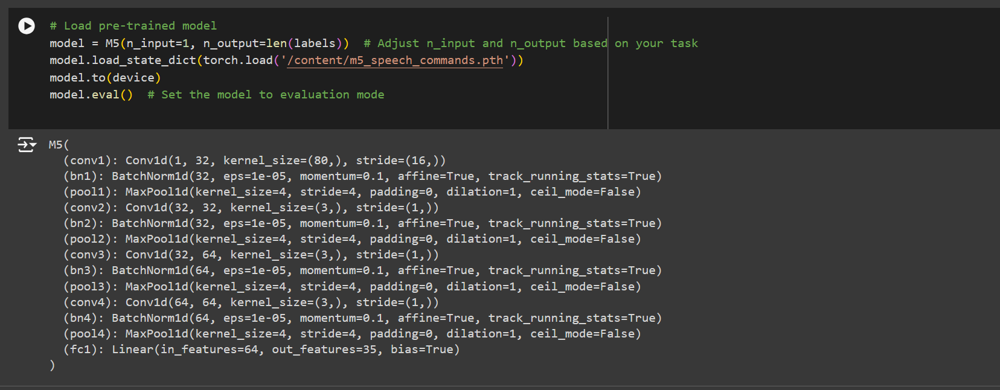 # Load pre-trained model
model = M5(n_input=1, n_output=len(labels))  # Adjust n_input and n_output based on your task
model.load_state_dict(torch.load('/content/m5_speech_commands.pth'))
model.to(device)
model.eval()  # Set the model to evaluation mode
M5(
  (conv1): Conv1d(1, 32, kernel_size=(80,), stride=(16,))
  (bn1): BatchNorm1d(32, eps=1e-05, momentum=0.1, affine=True, track_running_stats=True)
  (pool1): MaxPool1d(kernel_size=4, stride=4, padding=0, dilation=1, ceil_mode=False)
  (conv2): Conv1d(32, 32, kernel_size=(3,), stride=(1,))
  (bn2): BatchNorm1d(32, eps=1e-05, momentum=0.1, affine=True, track_running_stats=True)
  (pool2): MaxPool1d(kernel_size=4, stride=4, padding=0, dilation=1, ceil_mode=False)
  (conv3): Conv1d(32, 64, kernel_size=(3,), stride=(1,))
  (bn3): BatchNorm1d(64, eps=1e-05, momentum=0.1, affine=True, track_running_stats=True)
  (pool3): MaxPool1d(kernel_size=4, stride=4, padding=0, dilation=1, ceil_mode=False)
  (conv4): Conv1d(64, 64, kernel_size=(3,), stride=(1,))
  (bn4): BatchNorm1d(64, eps=1e-05, momentum=0.1, affine=True, track_running_stats=True)
  (pool4): MaxPool1d(kernel_size=4, stride=4, padding=0, dilation=1, ceil_mode=False)
  (fc1): Linear(in_features=64, out_features=35, bias=True)
)